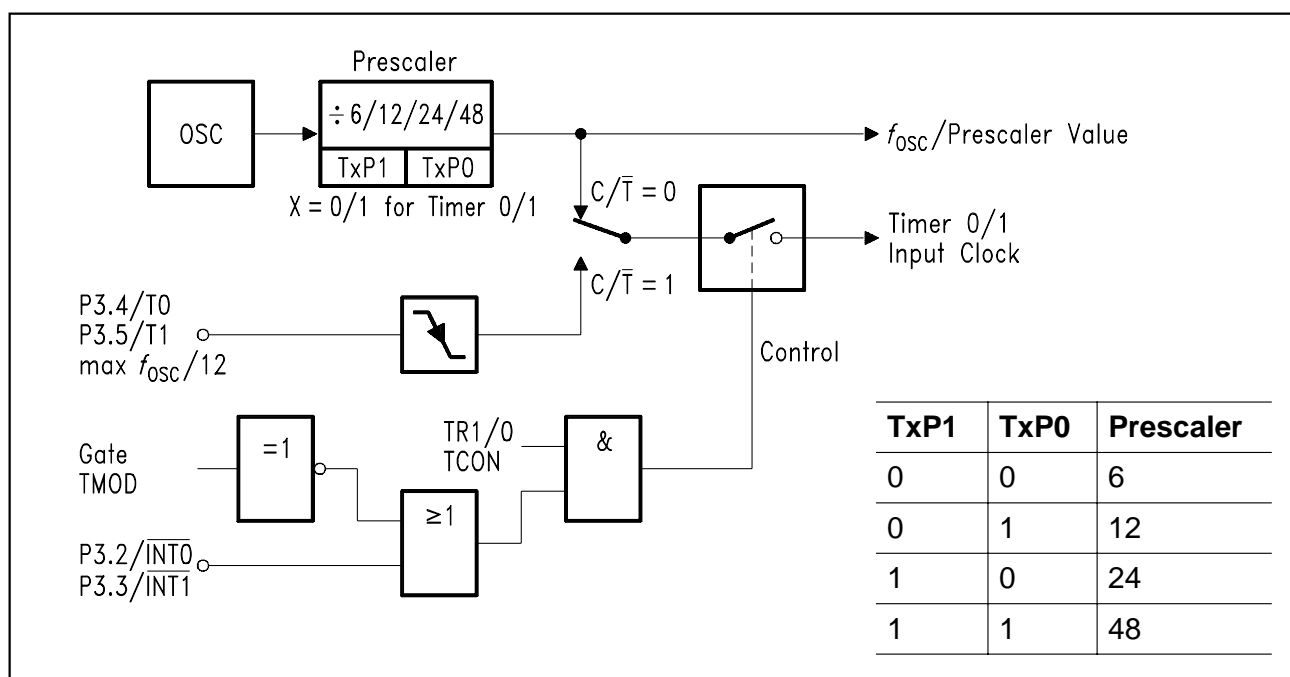 Prescaler
OSC
÷ 6/12/24/48
TxP1 TxP0
X = 0/1 for Timer 0/1
f_OSC/Prescaler Value
C/T̅ = 0
Timer 0/1
Input Clock
C/T̅ = 1
P3.4/T0
P3.5/T1
max f_OSC/12
Control
Gate
TMOD
=1
TR1/0
TCON
&
≥1
P3.2/I̅N̅T̅0̅
P3.3/I̅N̅T̅1̅
TxP1 TxP0 Prescaler
0 0 6
0 1 12
1 0 24
1 1 48